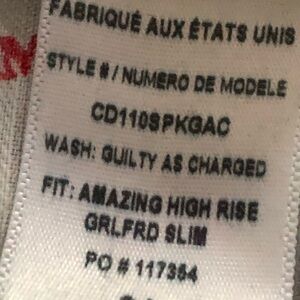 FABRIQUÉ AUX ÉTATS UNIS
STYLE # / NUMERO DE MODELE
CD110SPKGAC
WASH: GUILTY AS CHARGED
FIT: AMAZING HIGH RISE
GRLFRD SLIM
PO # 117354